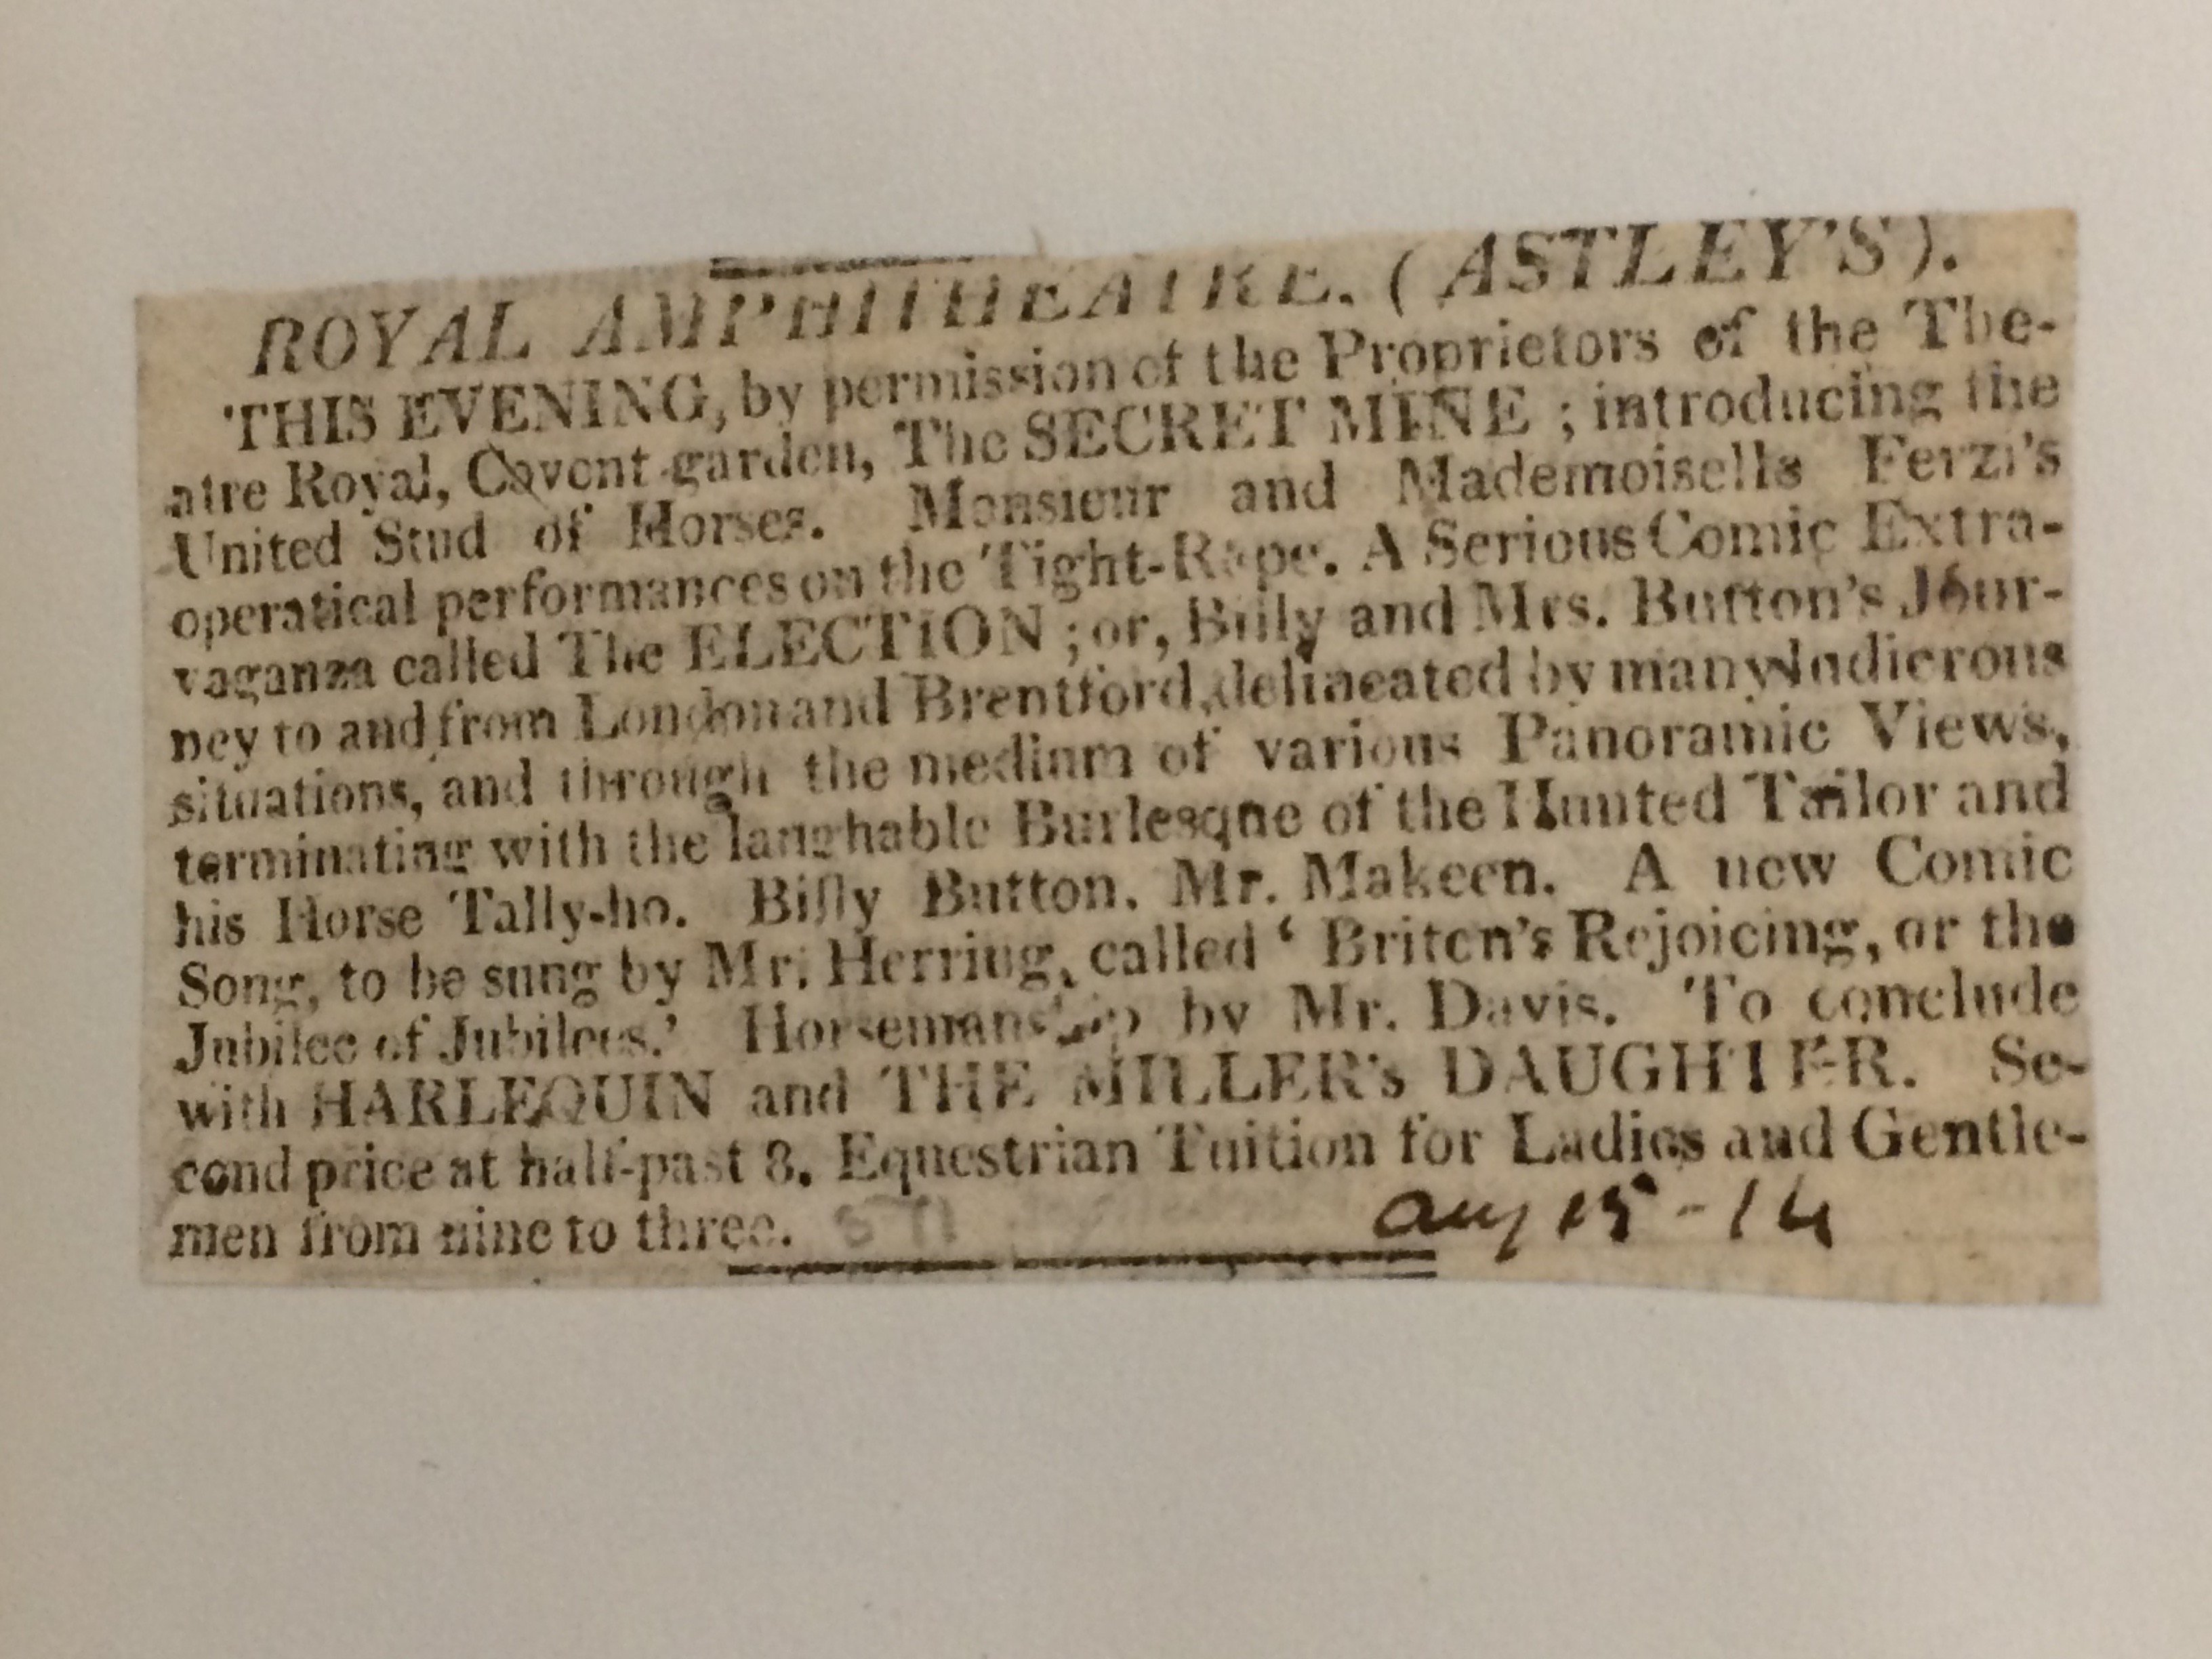 ROYAL AMPHITHEATRE. (ASTLEY'S).
THIS EVENING, by permission of the Proprietors of the The-
atre Royal, Covent-garden, The SECRET MINE ; introducing the
United Stud of Horses. Monsieur and Mademoisells Ferzi's
operatical performances on the Tight-Rope. A Serious Comic Extra-
vaganza called The ELECTION ; or, Billy and Mrs. Button's Jour-
ney to and from London and Brentford, delineated by many ludicrous
situations, and through the medium of various Panoramic Views,
terminating with the laughable Burlesque of the Hunted Tailor and
his Horse Tally-ho. Billy Button, Mr. Makeen. A new Comic
Song, to be sung by Mr. Herring, called ‘ Briton's Rejoicing, or the
Jubilee of Jubilees.’ Horsemanship by Mr. Davis. To conclude
with HARLEQUIN and THE MILLER's DAUGHTER. Se-
cond price at half-past 8. Equestrian Tuition for Ladies and Gentle-
men from nine to three.
Aug 15-14